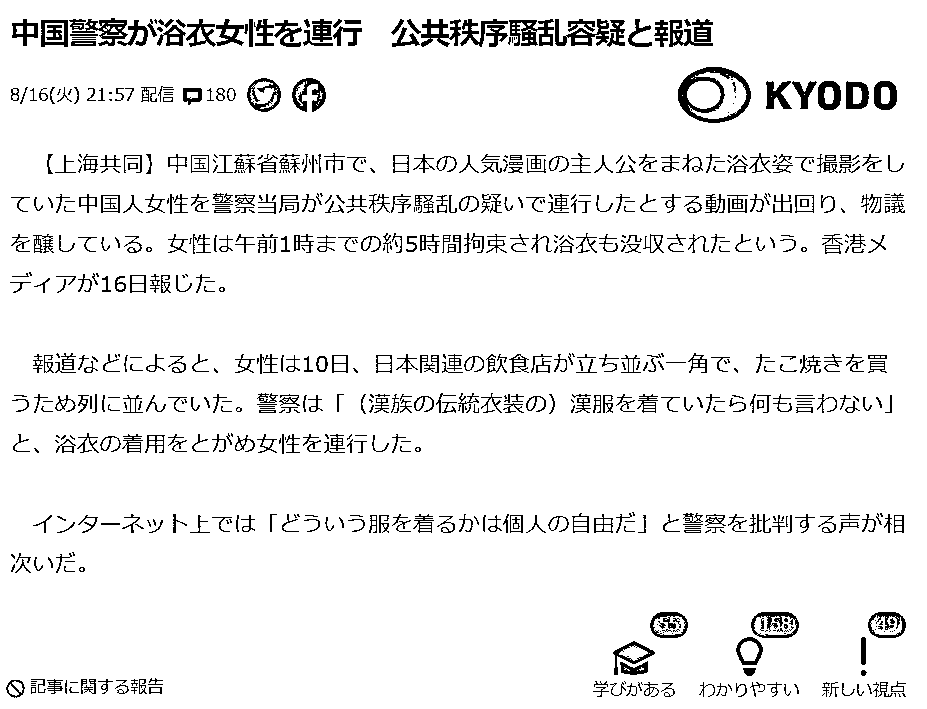 中国警察が浴衣女性を連行　公共秩序騒乱容疑と報道
8/16(火) 21:57 配信 180
KYODO
【上海共同】中国江蘇省蘇州市で、日本の人気漫画の主人公をまねた浴衣姿で撮影をし
ていた中国人女性を警察当局が公共秩序騒乱の疑いで連行したとする動画が出回り、物議
を醸している。女性は午前1時までの約5時間拘束され浴衣も没収されたという。香港メ
ディアが16日報じた。
報道などによると、女性は10日、日本関連の飲食店が立ち並ぶ一角で、たこ焼きを買
うため列に並んでいた。警察は「（漢族の伝統衣装の）漢服を着ていたら何も言わない」
と、浴衣の着用をとがめ女性を連行した。
インターネット上では「どういう服を着るかは個人の自由だ」と警察を批判する声が相
次いだ。
55 158 49
学びがある わかりやすい 新しい視点
記事に関する報告